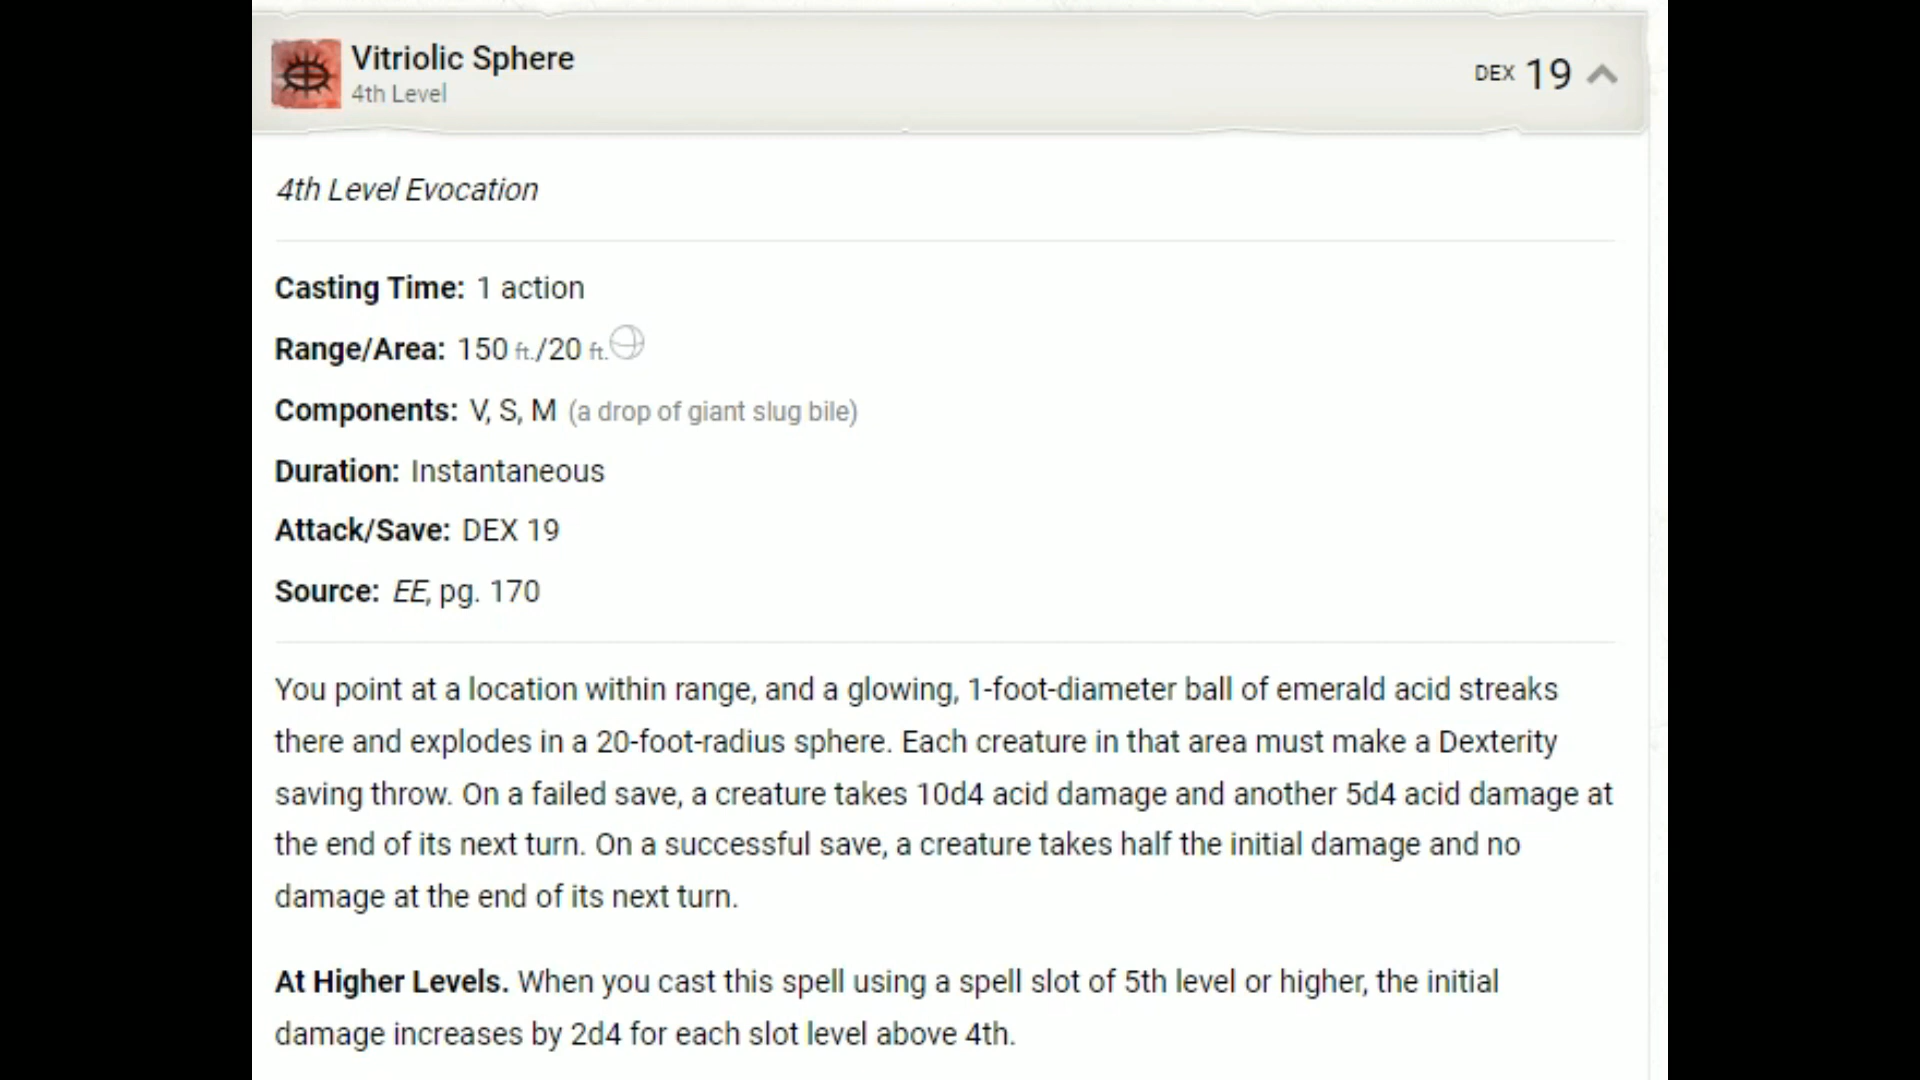 Vitriolic Sphere
4th Level
DEX 19
4th Level Evocation
Casting Time: 1 action
Range/Area: 150 ft./20 ft.
Components: V, S, M (a drop of giant slug bile)
Duration: Instantaneous
Attack/Save: DEX 19
Source: EE, pg. 170
You point at a location within range, and a glowing, 1-foot-diameter ball of emerald acid streaks
there and explodes in a 20-foot-radius sphere. Each creature in that area must make a Dexterity
saving throw. On a failed save, a creature takes 10d4 acid damage and another 5d4 acid damage at
the end of its next turn. On a successful save, a creature takes half the initial damage and no
damage at the end of its next turn.
At Higher Levels. When you cast this spell using a spell slot of 5th level or higher, the initial
damage increases by 2d4 for each slot level above 4th.